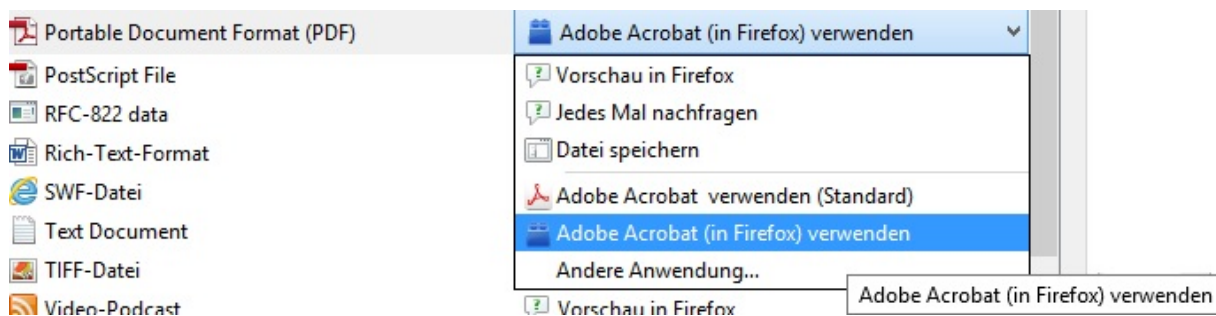 Portable Document Format (PDF)
Adobe Acrobat (in Firefox) verwenden
PostScript File
Vorschau in Firefox
RFC-822 data
Jedes Mal nachfragen
Rich-Text-Format
Datei speichern
SWF-Datei
Adobe Acrobat  verwenden (Standard)
Text Document
Adobe Acrobat (in Firefox) verwenden
TIFF-Datei
Andere Anwendung...
Adobe Acrobat (in Firefox) verwenden
Video-Podcast
Vorschau in Firefox